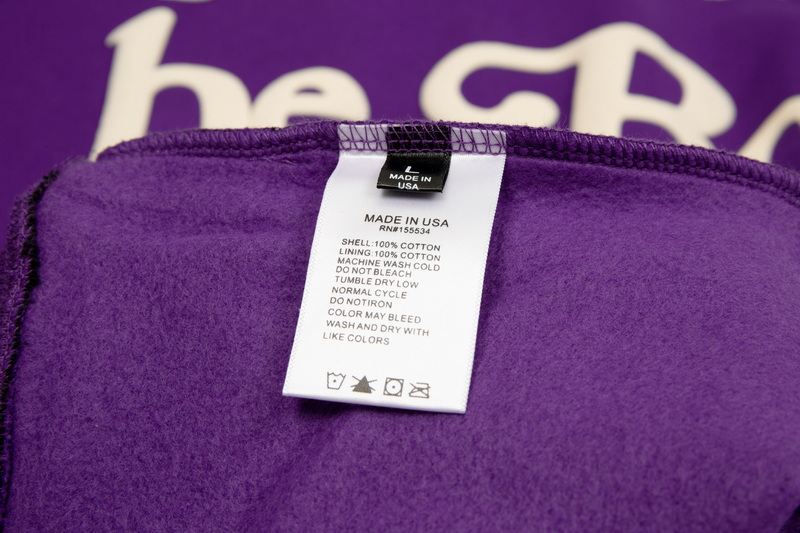 he R
L
MADE IN
USA
MADE IN USA
RN#155534
SHELL:100% COTTON
LINING:100% COTTON
MACHINE WASH COLD
DO NOT BLEACH
TUMBLE DRY LOW
NORMAL CYCLE
DO NOTIRON
COLOR MAY BLEED
WASH AND DRY WITH
LIKE COLORS